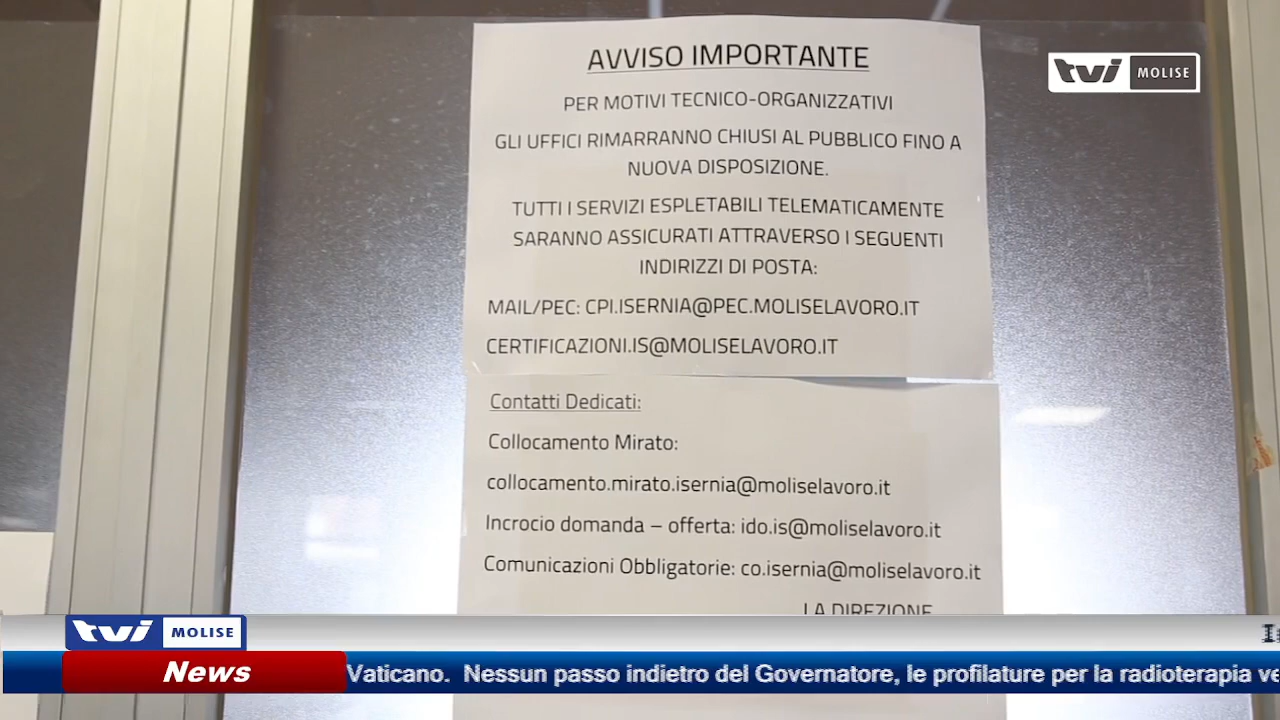 AVVISO IMPORTANTE
PER MOTIVI TECNICO-ORGANIZZATIVI
GLI UFFICI RIMARRANNO CHIUSI AL PUBBLICO FINO A
NUOVA DISPOSIZIONE.
TUTTI I SERVIZI ESPLETABILI TELEMATICAMENTE
SARANNO ASSICURATI ATTRAVERSO I SEGUENTI
INDIRIZZI DI POSTA:
MAIL/PEC: CPI.ISERNIA@PEC.MOLISELAVORO.IT
CERTIFICAZIONI.IS@MOLISELAVORO.IT
Contatti Dedicati:
Collocamento Mirato:
collocamento.mirato.isernia@moliselavoro.it
Incrocio domanda – offerta: ido.is@moliselavoro.it
Comunicazioni Obbligatorie: co.isernia@moliselavoro.it
LA DIREZIONE
tvi MOLISE
tvi MOLISE
News
Vaticano. Nessun passo indietro del Governatore, le profilature per la radioterapia ve